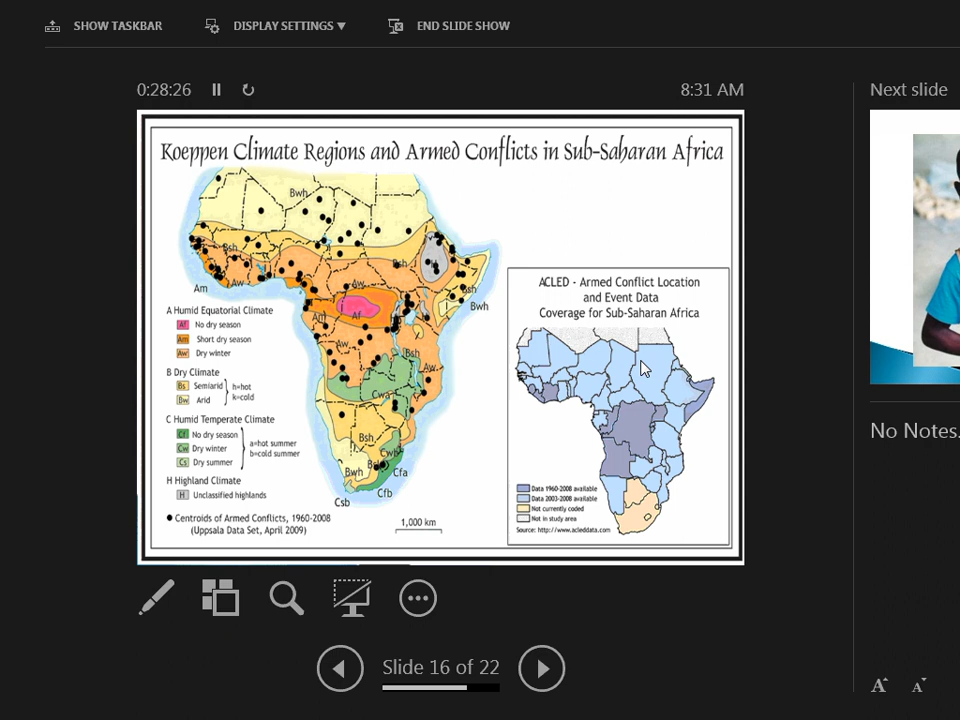 SHOW TASKBAR DISPLAY SETTINGS ▼ END SLIDE SHOW
0:28:26 8:31 AM
Next slide
Koeppen Climate Regions and Armed Conflicts in Sub-Saharan Africa
Bwh
Bsh
Bsh
Am
Aw
Aw
Bsh
Bwh
Am
Af
Aw
Bsh
Aw
Cwa
Bsh
Cwb
Bwh
Cfa
Cfb
Csb
A Humid Equatorial Climate
Af No dry season
Am Short dry season
Aw Dry winter
B Dry Climate
Bs Semiarid
Bw Arid
h=hot
k=cold
C Humid Temperate Climate
Cf No dry season
Cw Dry winter
Cs Dry summer
a=hot summer
b=cold summer
H Highland Climate
H Unclassified highlands
Centroids of Armed Conflicts, 1960-2008
(Uppsala Data Set, April 2009)
1,000 km
ACLED - Armed Conflict Location
and Event Data
Coverage for Sub-Saharan Africa
Data 1960-2008 available
Data 2003-2008 available
Not currently coded
Not in study area
Source: http://www.acleddata.com
No Notes.
Slide 16 of 22
A A